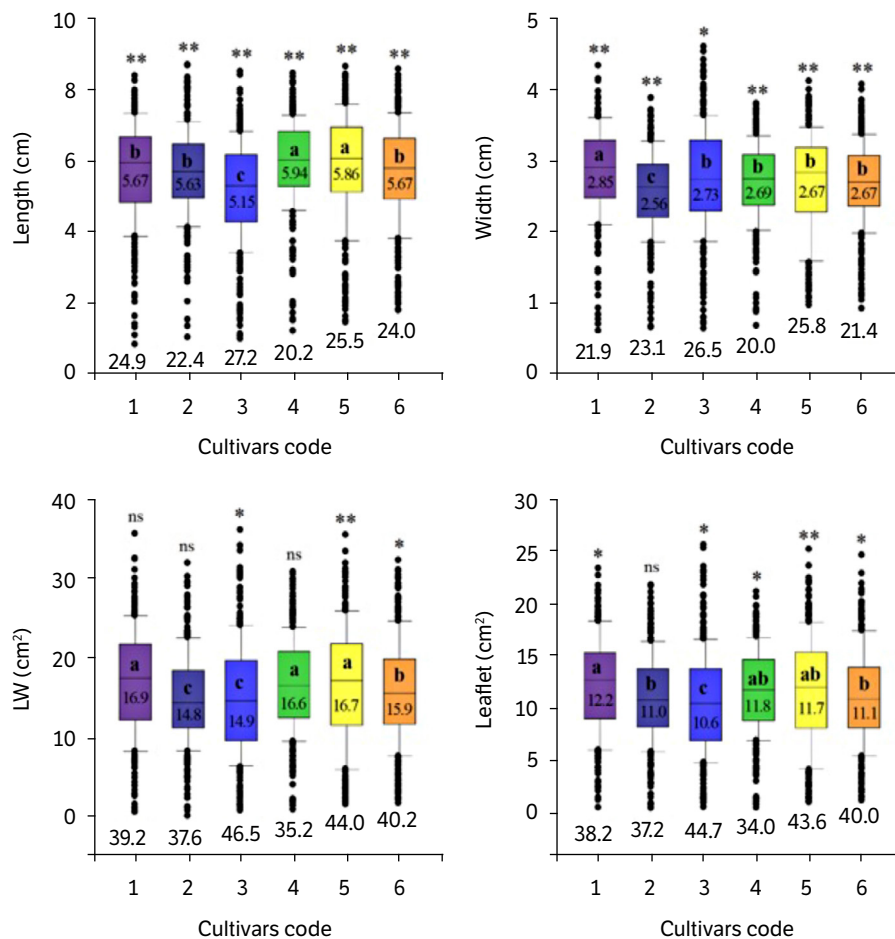 10
8
6
4
2
0
Length (cm)
** ** ** ** ** **
b b c a a b
5.67 5.63 5.15 5.94 5.86 5.67
24.9 22.4 27.2 20.2 25.5 24.0
1 2 3 4 5 6
Cultivars code
5
4
3
2
1
0
Width (cm)
** ** * ** ** **
a c b b b b
2.85 2.56 2.73 2.69 2.67 2.67
21.9 23.1 26.5 20.0 25.8 21.4
1 2 3 4 5 6
Cultivars code
40
30
20
10
0
LW (cm²)
ns ns * ns ** *
a c c a a b
16.9 14.8 14.9 16.6 16.7 15.9
39.2 37.6 46.5 35.2 44.0 40.2
1 2 3 4 5 6
Cultivars code
30
25
20
15
10
5
0
Leaflet (cm²)
* ns * * ** *
a b c ab ab b
12.2 11.0 10.6 11.8 11.7 11.1
38.2 37.2 44.7 34.0 43.6 40.0
1 2 3 4 5 6
Cultivars code